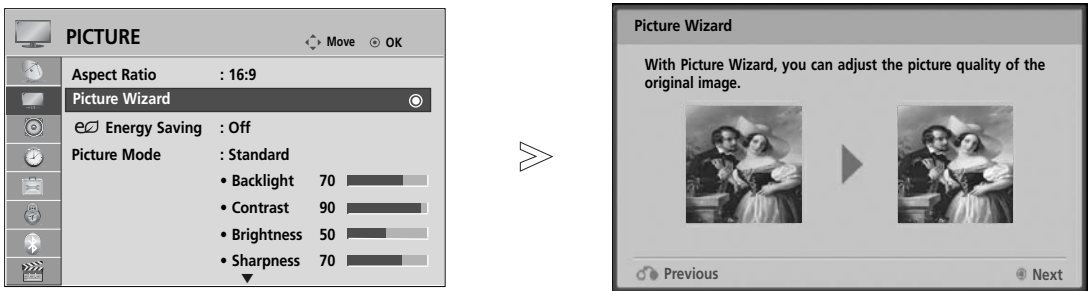 PICTURE
Move OK
Aspect Ratio : 16:9
Picture Wizard
Energy Saving : Off
Picture Mode : Standard
• Backlight 70
• Contrast 90
• Brightness 50
• Sharpness 70
Picture Wizard
With Picture Wizard, you can adjust the picture quality of the
original image.
Previous
Next